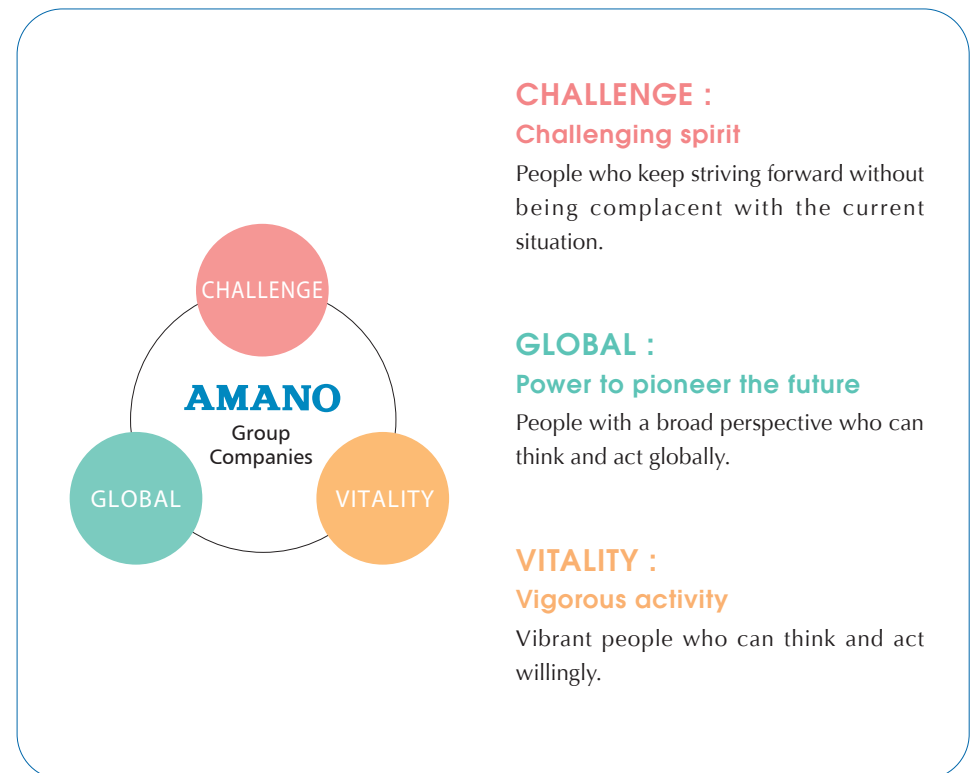 CHALLENGE
AMANO
Group
Companies
GLOBAL
VITALITY
CHALLENGE :
Challenging spirit
People who keep striving forward without
being complacent with the current
situation.
GLOBAL :
Power to pioneer the future
People with a broad perspective who can
think and act globally.
VITALITY :
Vigorous activity
Vibrant people who can think and act
willingly.